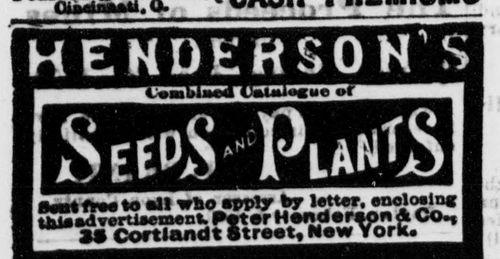 Cincinnati, O.
HENDERSON'S
Combined Catalogue of
SEEDS AND PLANTS
Sent free to all who apply by letter, enclosing
this advertisement. Peter Henderson & Co.,
35 Cortlandt Street, New York.